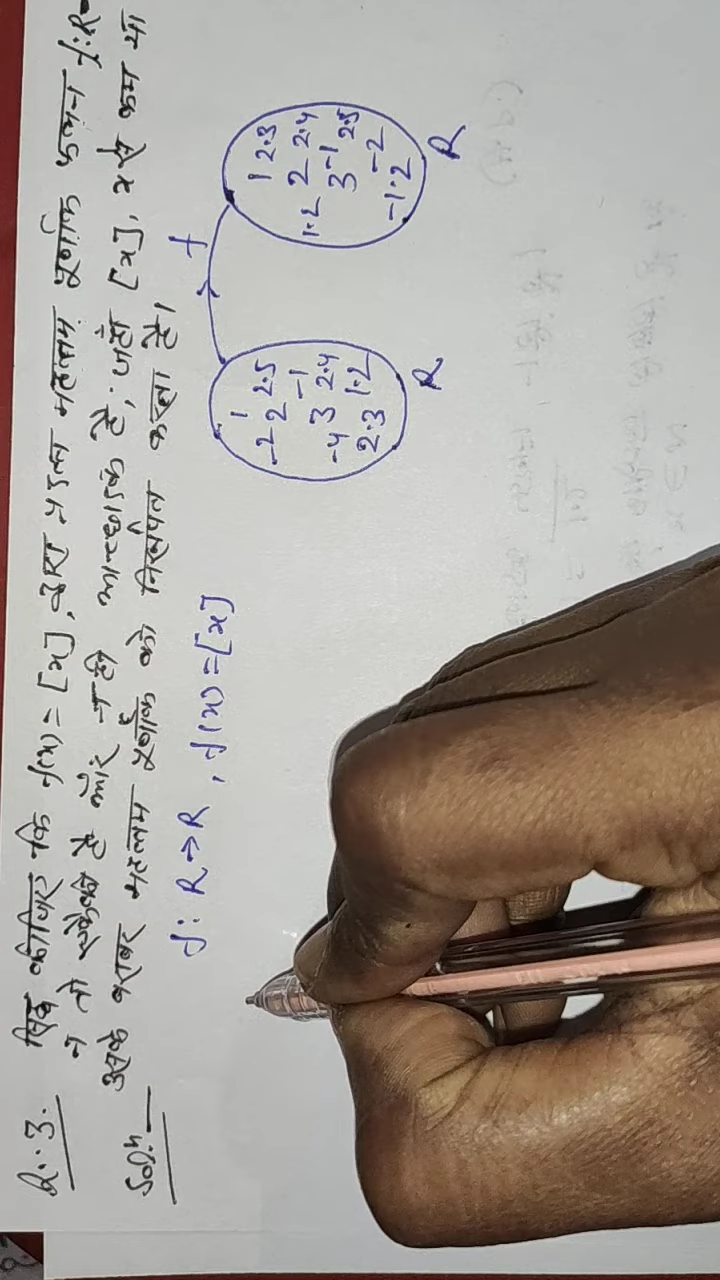 Q.:3. सिद्ध कीजिए कि f(x) = [x], द्वारा प्रदत्त महत्तम पूर्णांक फलन f:R→
न तो एकैकी है और न ही आच्छादक है, जहाँ [x], x से कम या
उसके बराबर महत्तम पूर्णांक को निरूपित करता है।
Soln:—
f: R→R, f(x)=[x]
f
1
-2 2 2.5
-4 3 -1
2.3 2.4
1.2
R
1 2.3
1.2 2 2.4
3 -1 2.5
-2
-1.2
R